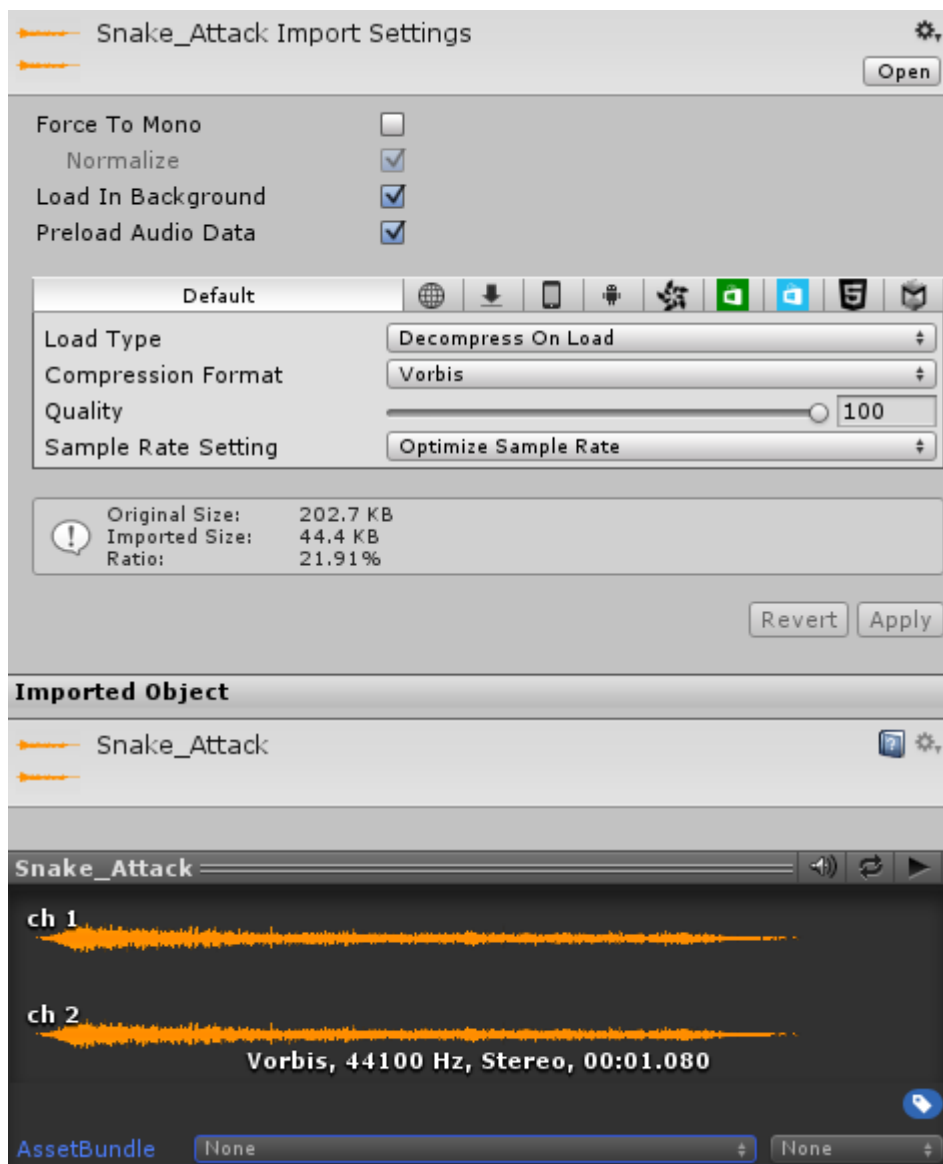 Snake_Attack Import Settings
Open
Force To Mono
Normalize
Load In Background
Preload Audio Data
Default
Load Type Decompress On Load
Compression Format Vorbis
Quality 100
Sample Rate Setting Optimize Sample Rate
Original Size: 202.7 KB
Imported Size: 44.4 KB
Ratio: 21.91%
Revert Apply
Imported Object
Snake_Attack
Snake_Attack
ch 1
ch 2
Vorbis, 44100 Hz, Stereo, 00:01.080
AssetBundle None None